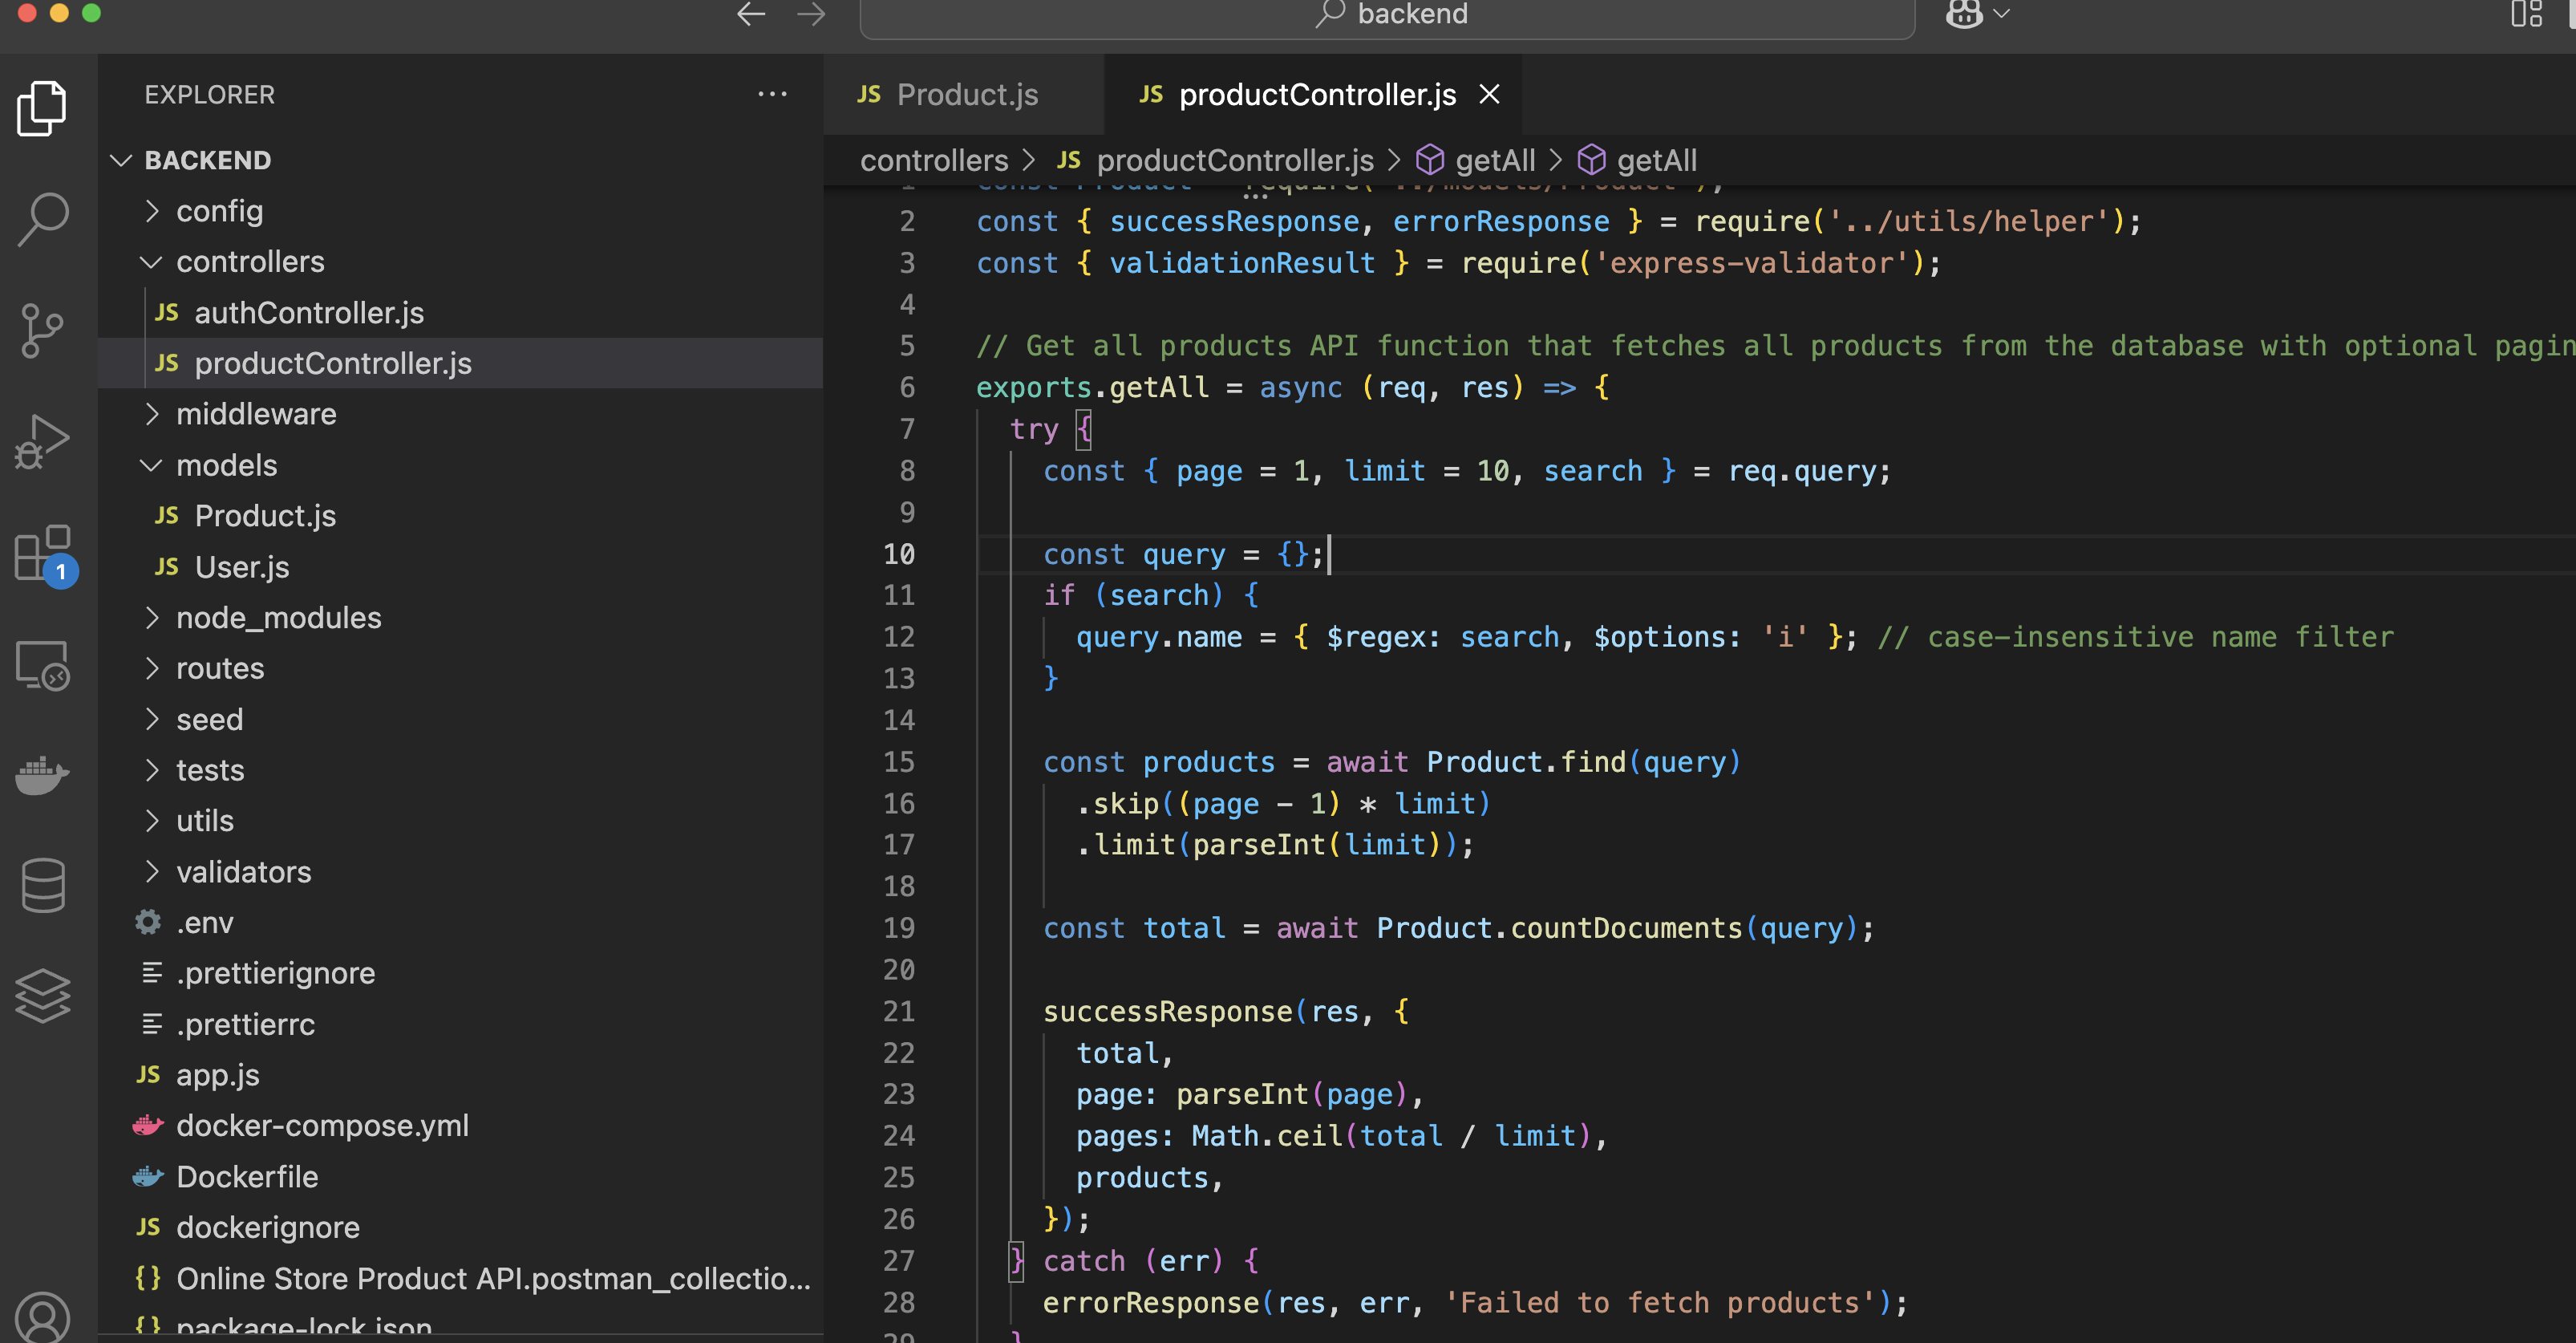 backend
EXPLORER
BACKEND
config
controllers
JS authController.js
JS productController.js
middleware
models
JS Product.js
JS User.js
node_modules
routes
seed
tests
utils
validators
.env
.prettierignore
.prettierrc
JS app.js
docker-compose.yml
Dockerfile
JS dockerignore
{} Online Store Product API.postman_collectio...
{} package-lock.json
1
JS Product.js
JS productController.js
controllers > JS productController.js > getAll > getAll
1 const Product = require('../models/Product');
2 const { successResponse, errorResponse } = require('../utils/helper');
3 const { validationResult } = require('express-validator');
4
5 // Get all products API function that fetches all products from the database with optional pagin
6 exports.getAll = async (req, res) => {
7 try {
8 const { page = 1, limit = 10, search } = req.query;
9
10 const query = {};
11 if (search) {
12 query.name = { $regex: search, $options: 'i' }; // case-insensitive name filter
13 }
14
15 const products = await Product.find(query)
16 .skip((page - 1) * limit)
17 .limit(parseInt(limit));
18
19 const total = await Product.countDocuments(query);
20
21 successResponse(res, {
22 total,
23 page: parseInt(page),
24 pages: Math.ceil(total / limit),
25 products,
26 });
27 } catch (err) {
28 errorResponse(res, err, 'Failed to fetch products');
29 }